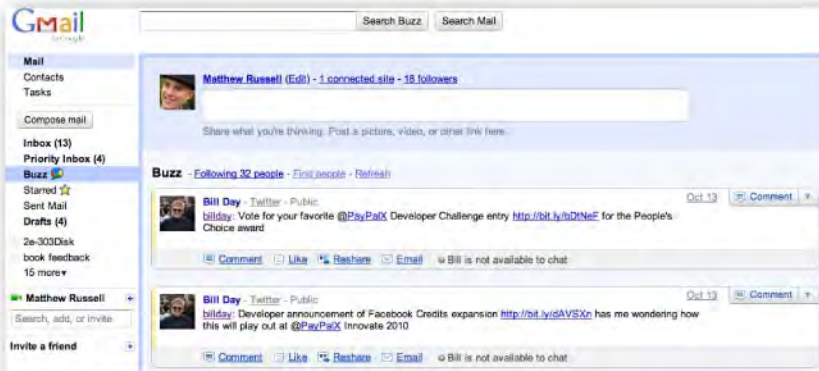 Gmail
by Google
Search Buzz Search Mail
Mail
Contacts
Tasks
Compose mail
Inbox (13)
Priority Inbox (4)
Buzz
Starred
Sent Mail
Drafts (4)
2e-303Disk
book feedback
15 more▾
Matthew Russell +
Search, add, or invite
Invite a friend +
Matthew Russell (Edit) - 1 connected site - 18 followers
Share what you're thinking. Post a picture, video, or other link here.
Buzz - Following 32 people - Find people - Refresh
Bill Day - Twitter - Public Oct 13 Comment
billday: Vote for your favorite @PayPalX Developer Challenge entry http://bit.ly/bDtNeF for the People's
Choice award
Comment Like Reshare Email Bill is not available to chat
Bill Day - Twitter - Public Oct 13 Comment
billday: Developer announcement of Facebook Credits expansion http://bit.ly/dAVSXn has me wondering how
this will play out at @PayPalX Innovate 2010
Comment Like Reshare Email Bill is not available to chat